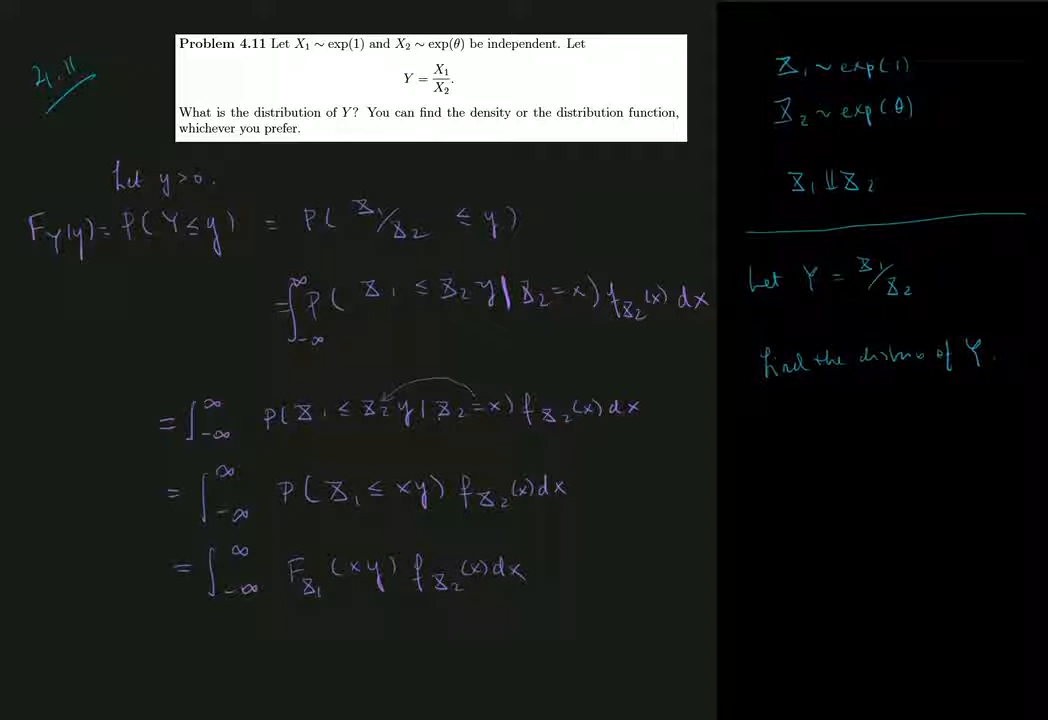 4.11
Problem 4.11 Let X₁ ∼ exp(1) and X₂ ∼ exp(θ) be independent. Let
Y = X₁/X₂.
What is the distribution of Y? You can find the density or the distribution function,
whichever you prefer.
Let y>0.
F_Y(y) = P(Y ≤ y) = P( X₁/X₂ ≤ y )
= ∫_{-∞}^{∞} P( X₁ ≤ X₂ y | X₂ = x ) f_{X₂}(x) dx
= ∫_{-∞}^{∞} P( X₁ ≤ X₂ y | X₂ = x ) f_{X₂}(x) dx
= ∫_{-∞}^{∞} P( X₁ ≤ xy ) f_{X₂}(x) dx
= ∫_{-∞}^{∞} F_{X₁}(xy) f_{X₂}(x) dx
X₁ ∼ exp(1)
X₂ ∼ exp(θ)
X₁ ⫫ X₂
Let Y = X₁/X₂
find the of Y.